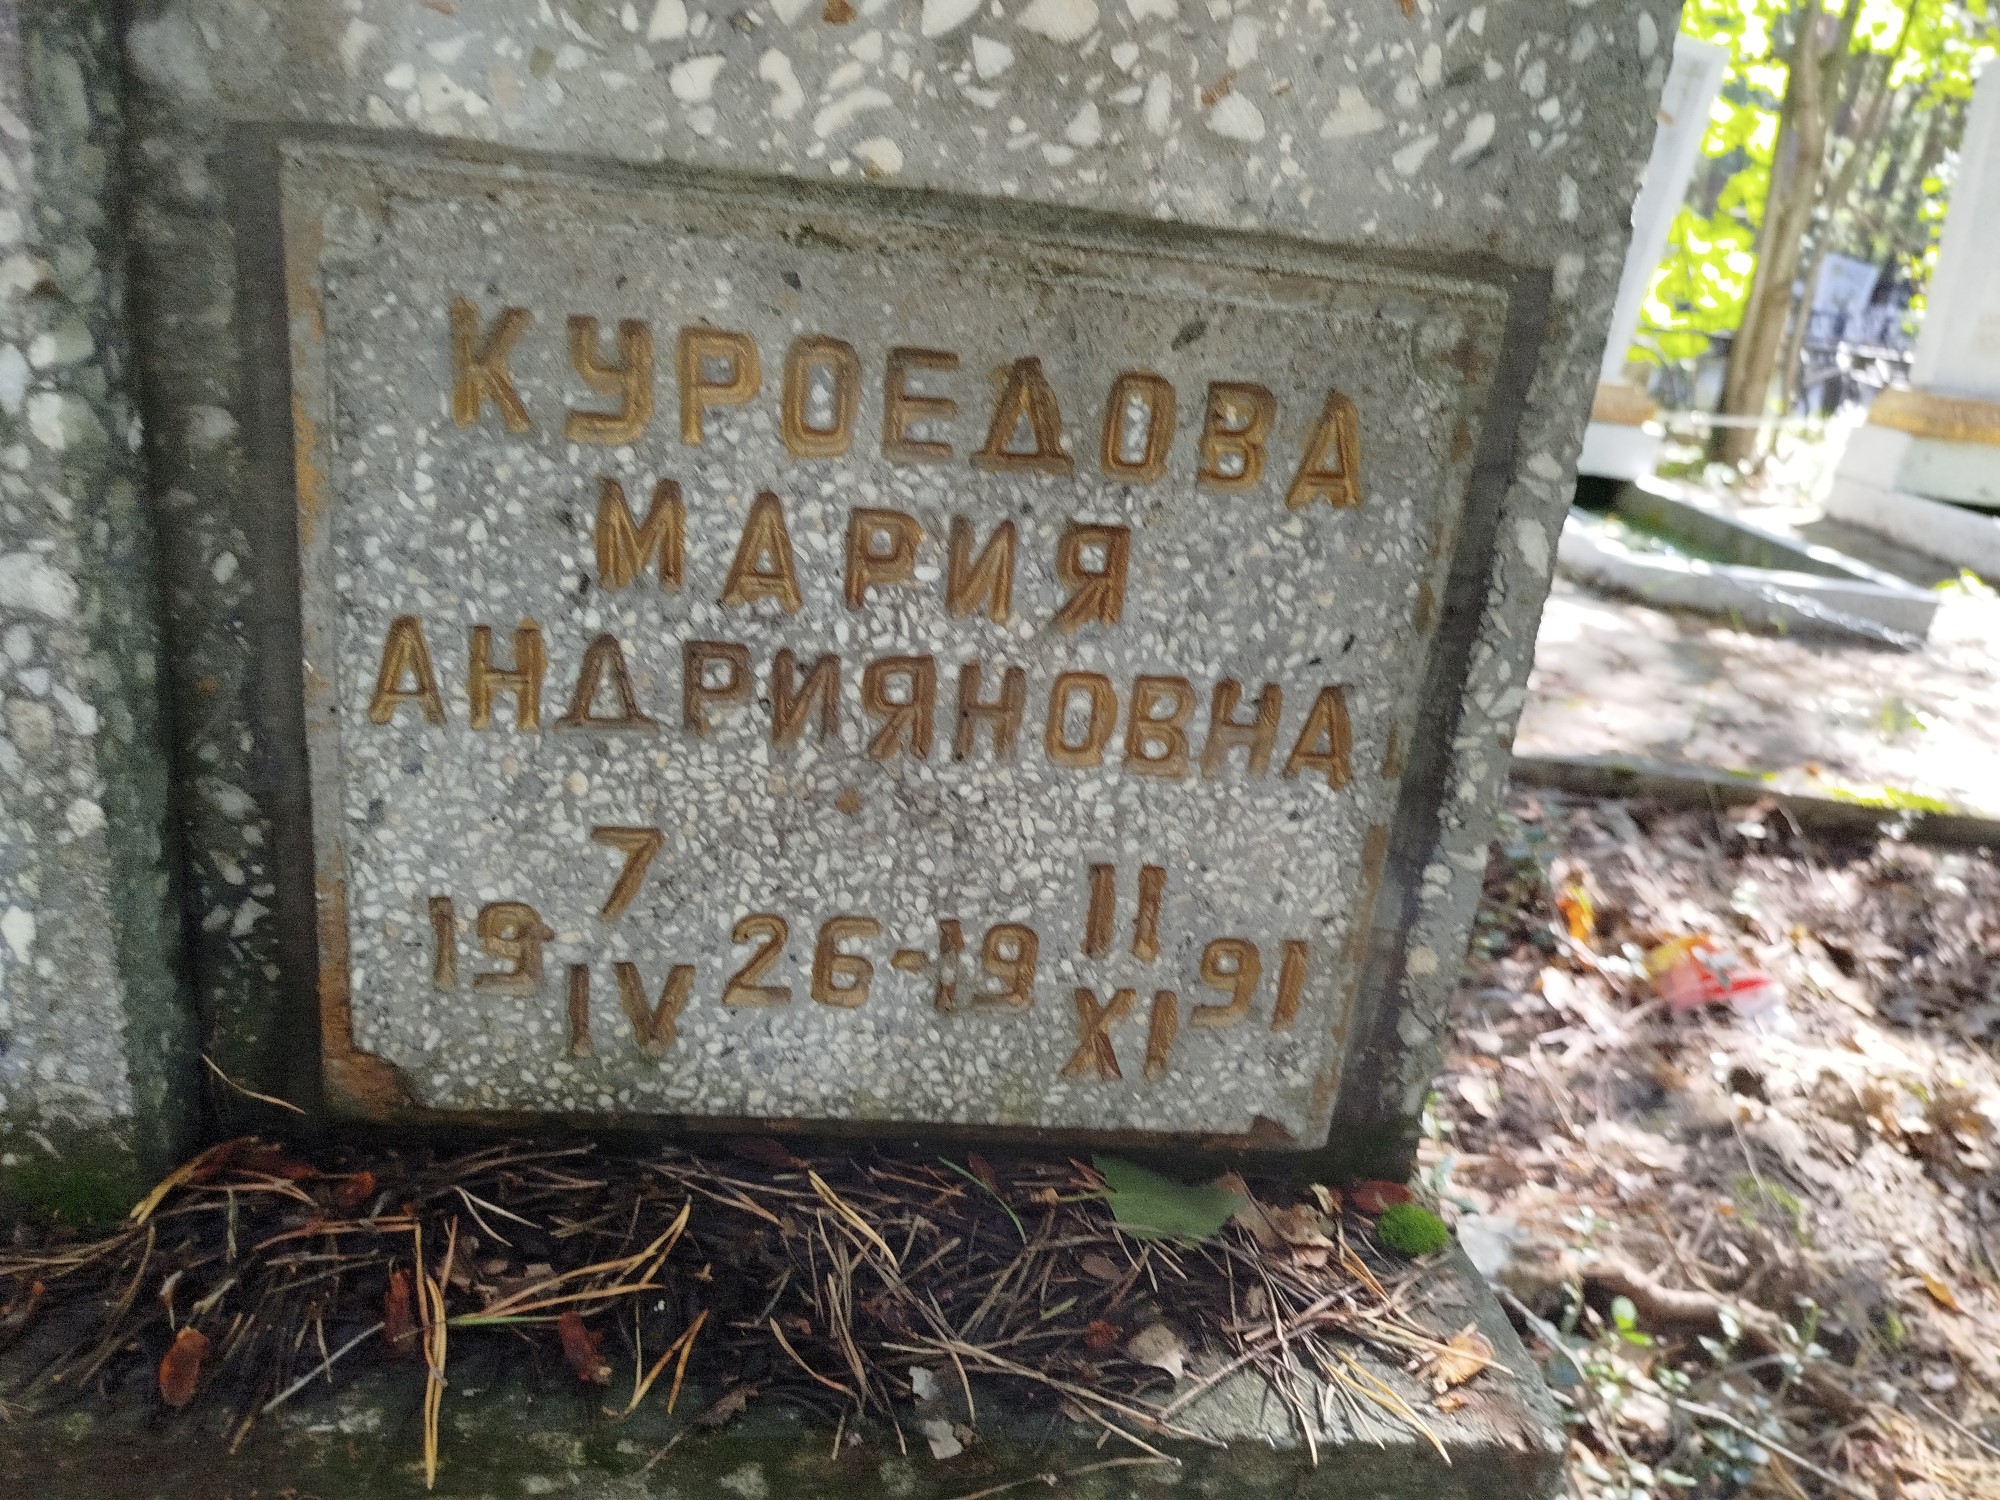 КУРОЕДОВА
МАРИЯ
АНДРИЯНОВНА
19 7/IV 26-19 11/XI 91